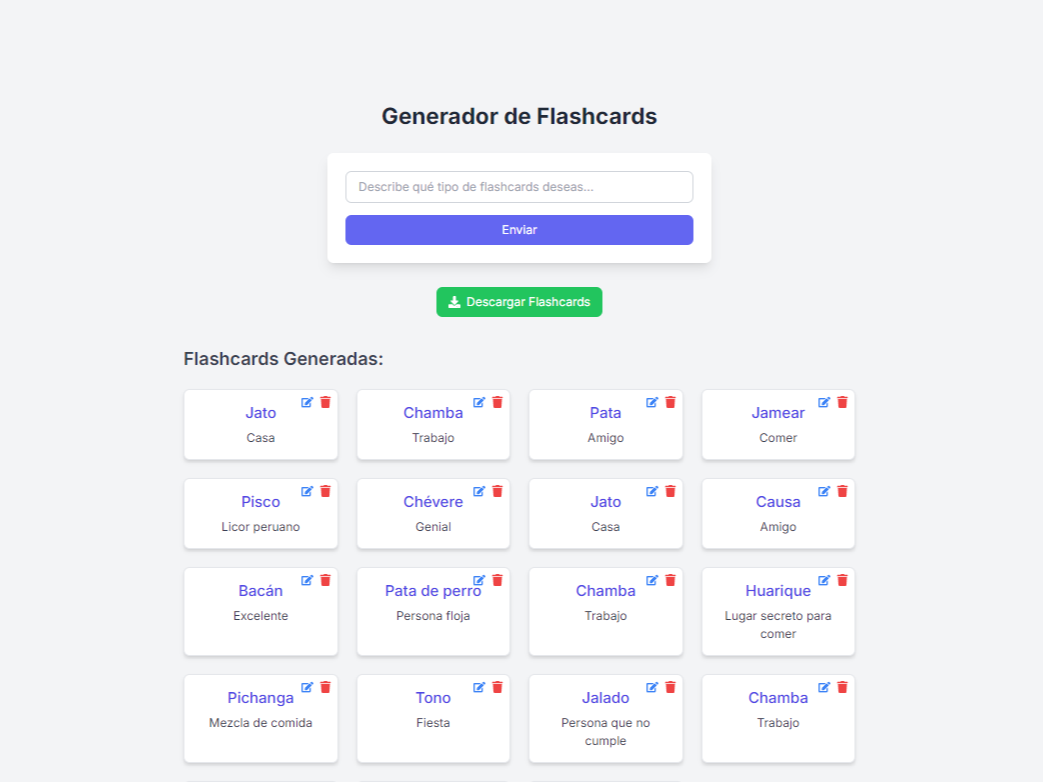 Generador de Flashcards
Describe qué tipo de flashcards deseas...
Enviar
Descargar Flashcards
Flashcards Generadas:
Jato
Casa
Chamba
Trabajo
Pata
Amigo
Jamear
Comer
Pisco
Licor peruano
Chévere
Genial
Jato
Casa
Causa
Amigo
Bacán
Excelente
Pata de perro
Persona floja
Chamba
Trabajo
Huarique
Lugar secreto para
comer
Pichanga
Mezcla de comida
Tono
Fiesta
Jalado
Persona que no
cumple
Chamba
Trabajo